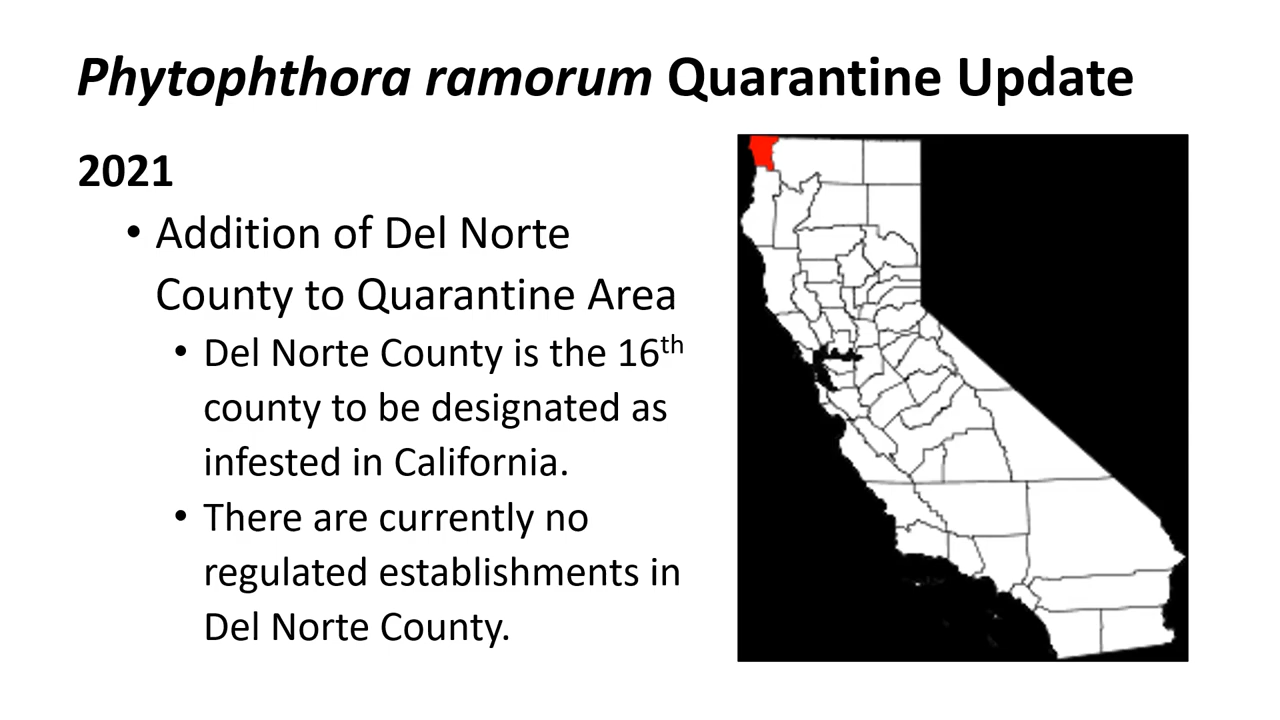 Phytophthora ramorum Quarantine Update
2021
• Addition of Del Norte
County to Quarantine Area
• Del Norte County is the 16th
county to be designated as
infested in California.
• There are currently no
regulated establishments in
Del Norte County.